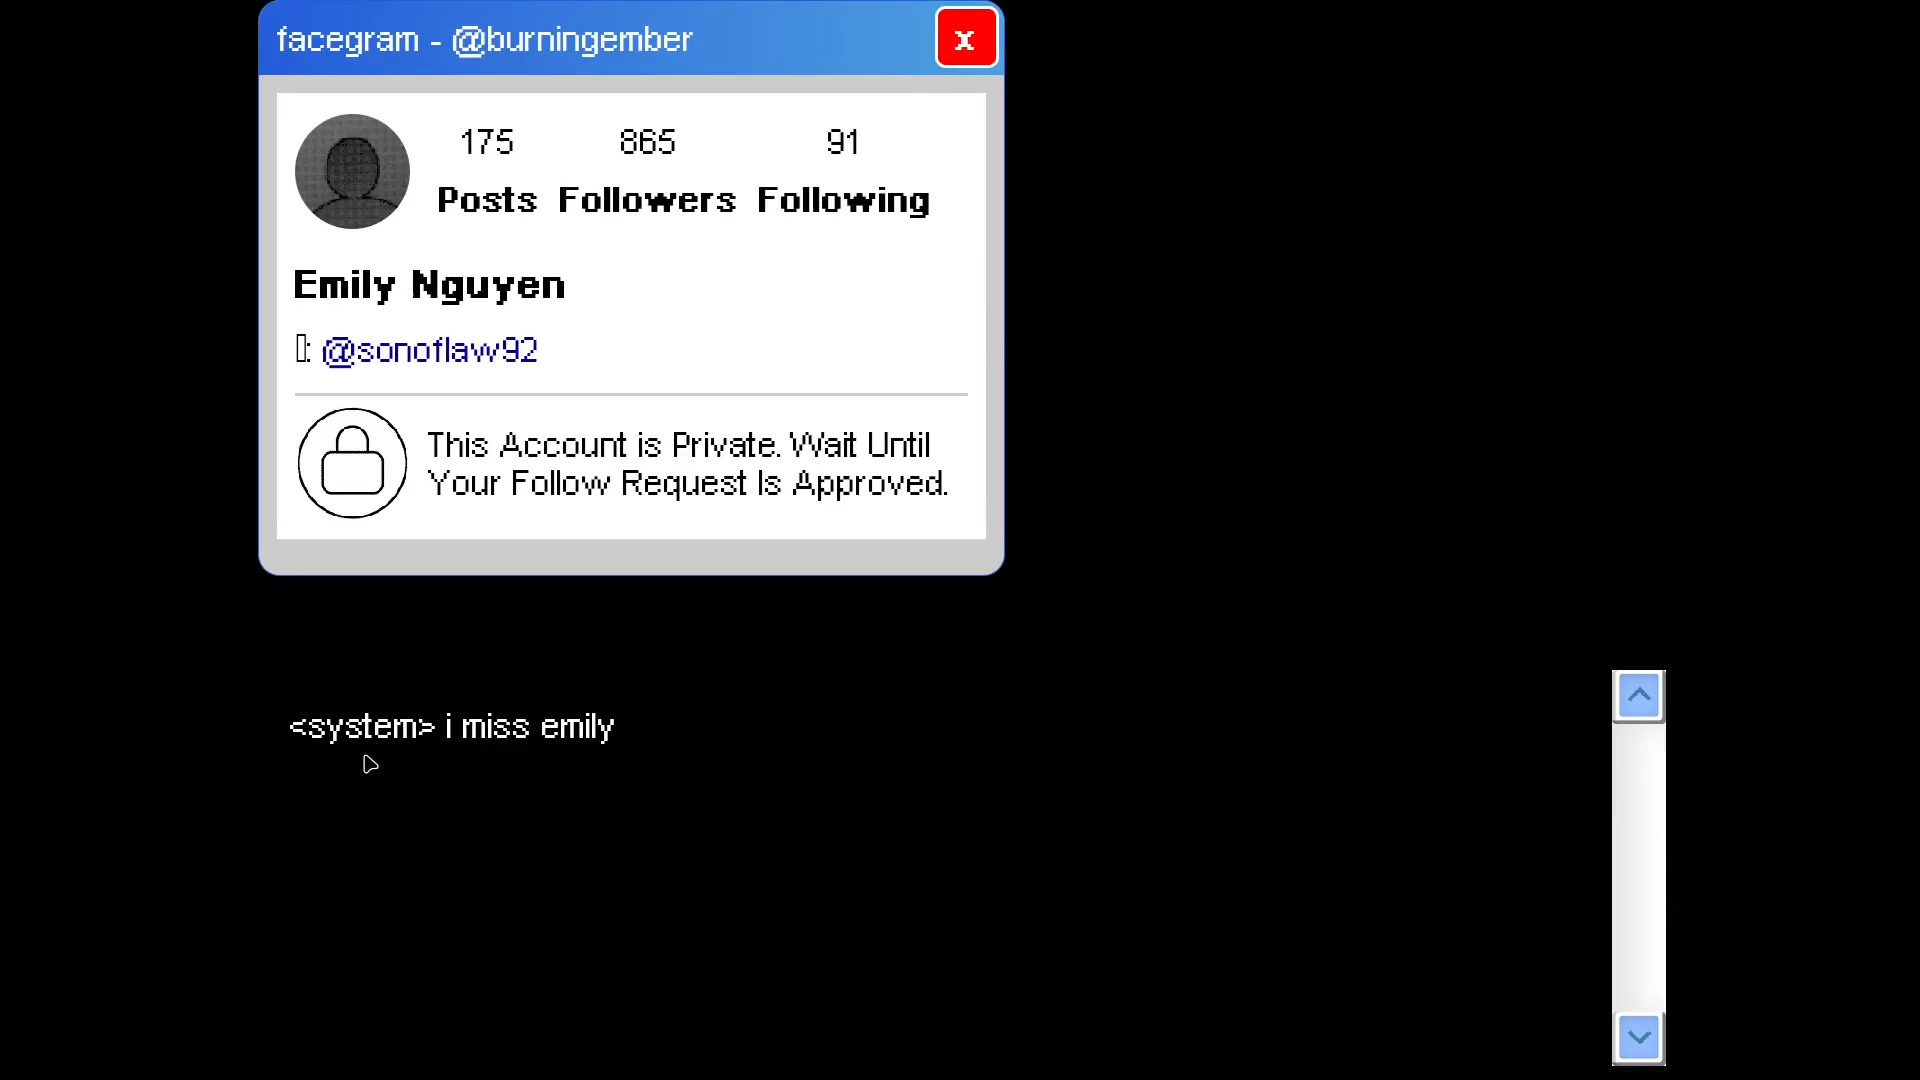 facegram - @burningember
x
175 865 91
Posts Followers Following
Emily Nguyen
: @sonoflaw92
This Account is Private. Wait Until
Your Follow Request Is Approved.
<system> i miss emily